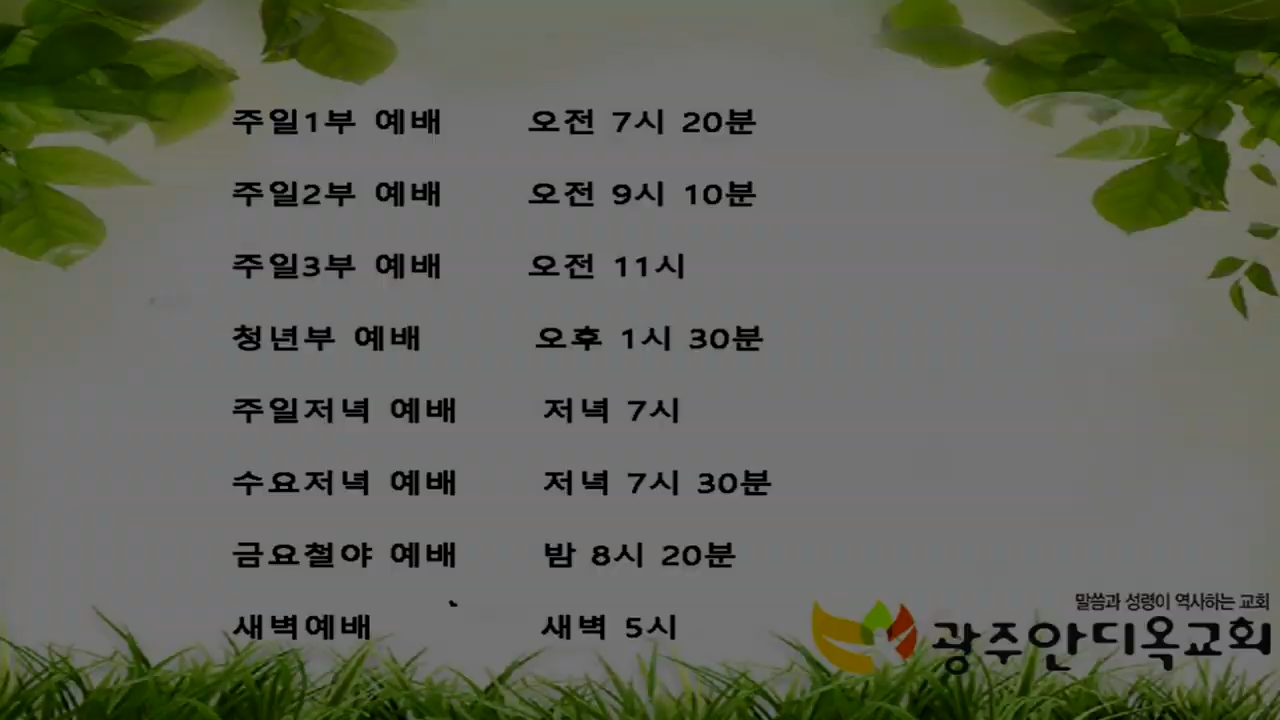 주일1부 예배 오전 7시 20분
주일2부 예배 오전 9시 10분
주일3부 예배 오전 11시
청년부 예배 오후 1시 30분
주일저녁 예배 저녁 7시
수요저녁 예배 저녁 7시 30분
금요철야 예배 밤 8시 20분
새벽예배 새벽 5시
말씀과 성령이 역사하는 교회
광주안디옥교회